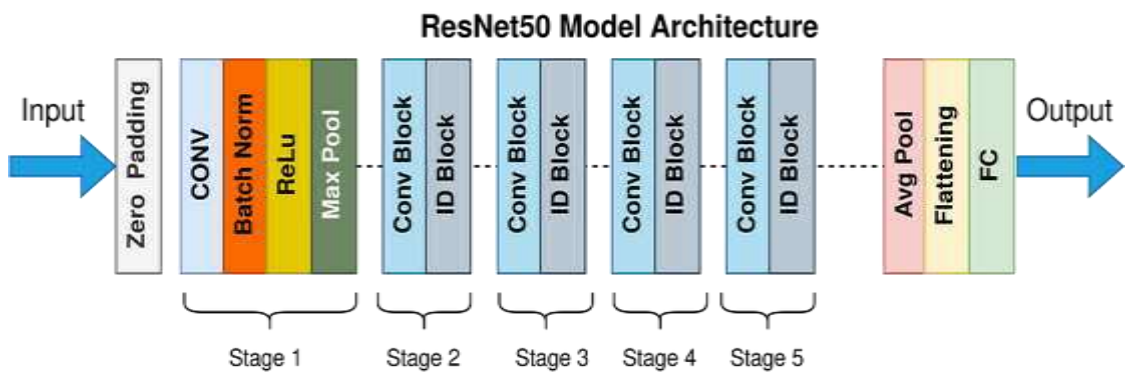 ResNet50 Model Architecture
Input
Zero Padding
CONV
Batch Norm
ReLu
Max Pool
Conv Block
ID Block
Conv Block
ID Block
Conv Block
ID Block
Conv Block
ID Block
Avg Pool
Flattening
FC
Output
Stage 1
Stage 2
Stage 3
Stage 4
Stage 5